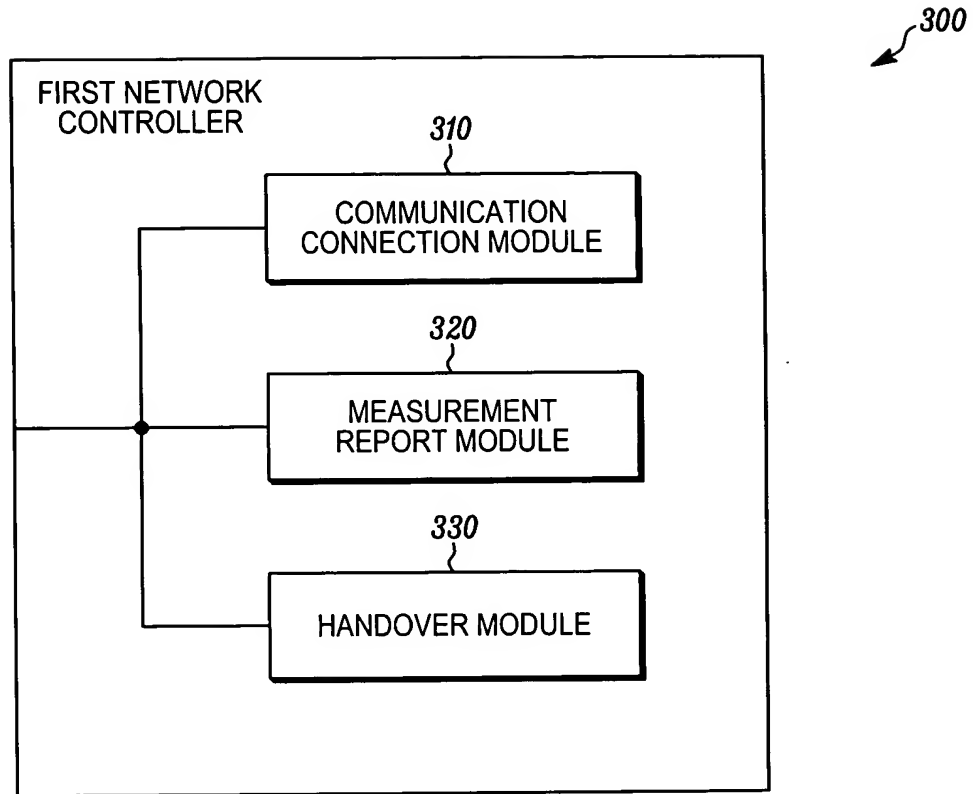 300
FIRST NETWORK
CONTROLLER
310
COMMUNICATION
CONNECTION MODULE
320
MEASUREMENT
REPORT MODULE
330
HANDOVER MODULE